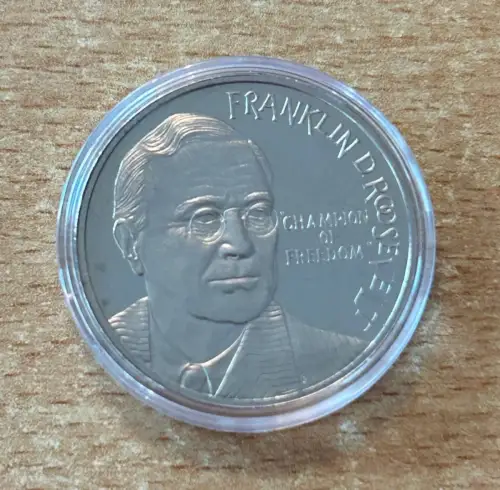 FRANKLIN D. ROOSEVELT
"CHAMPION
OF
FREEDOM"